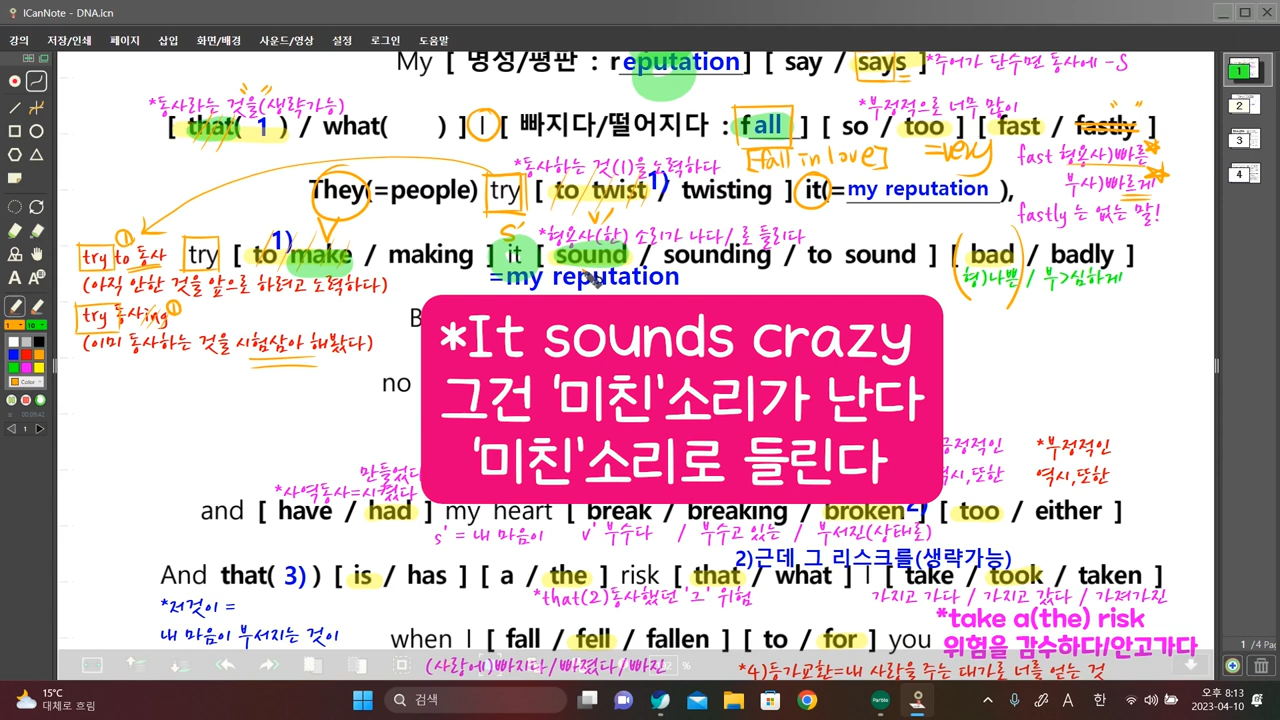 ICanNote - DNA.icn
강의 저장/인쇄 페이지 삽입 화면/배경 사운드/영상 설정 로그인 도움말
My [ 명성/평판 : reputation ] [ say / says ] *주어가 단수면 동사에 -S
*동사라는 것을(생략가능) *부정적으로 너무 많이
[ that( 1 ) / what( ) ] I [ 빠지다/떨어지다 : fall ] [ so / too ] [ fast / fastly ]
[fall in love] =very fast 형용사)빠른
부사)빠르게
fastly 는 없는 말!
*동사하는 것(1)을 노력하다
They(=people) try [ to twist 1) / twisting ] it(= my reputation ),
s' v'
*형용사(한) 소리가 나다/ 로 들리다
try to 동사 ① try [ to make 1) / making ] it [ sound / sounding / to sound ] [ bad / badly ]
=my reputation 형)나쁜 / 부>심하게
(아직 안한 것을 앞으로 하려고 노력하다)
try 동사ing ①
(이미 동사하는 것을 시험삼아 해봤다)
B
*It sounds crazy
그건 '미친'소리가 난다
'미친'소리로 들린다
no
긍정적인 *부정적인
역시,또한 역시,또한
만들었다
*사역동사=시켰다
and [ have / had ] my heart [ break / breaking / broken 2) ] [ too / either ]
s' = 내 마음이 v' 부수다 / 부수고 있는 / 부서진(상태로)
2)근데 그 리스크를(생략가능)
And that( 3) ) [ is / has ] [ a / the ] risk [ that / what ] I [ take / took / taken ]
*저것이 = *that(2)동사했던 '그' 위험 가지고 가다 / 가지고 갔다 / 가져가진
내 마음이 부서지는 것이
*take a(the) risk
위험을 감수하다/안고가다
when I [ fall / fell / fallen ] [ to / for ] you
(사랑에)빠지다/빠졌다/빠진 *4)등가교환=내 사랑을 주는 대가로 너를 얻는 것
1
2
3
4
Color
00:09:42
1
%
1 /4 Pa
15°C
대체로 흐림
검색
Parble
A 한
오후 8:13
2023-04-10